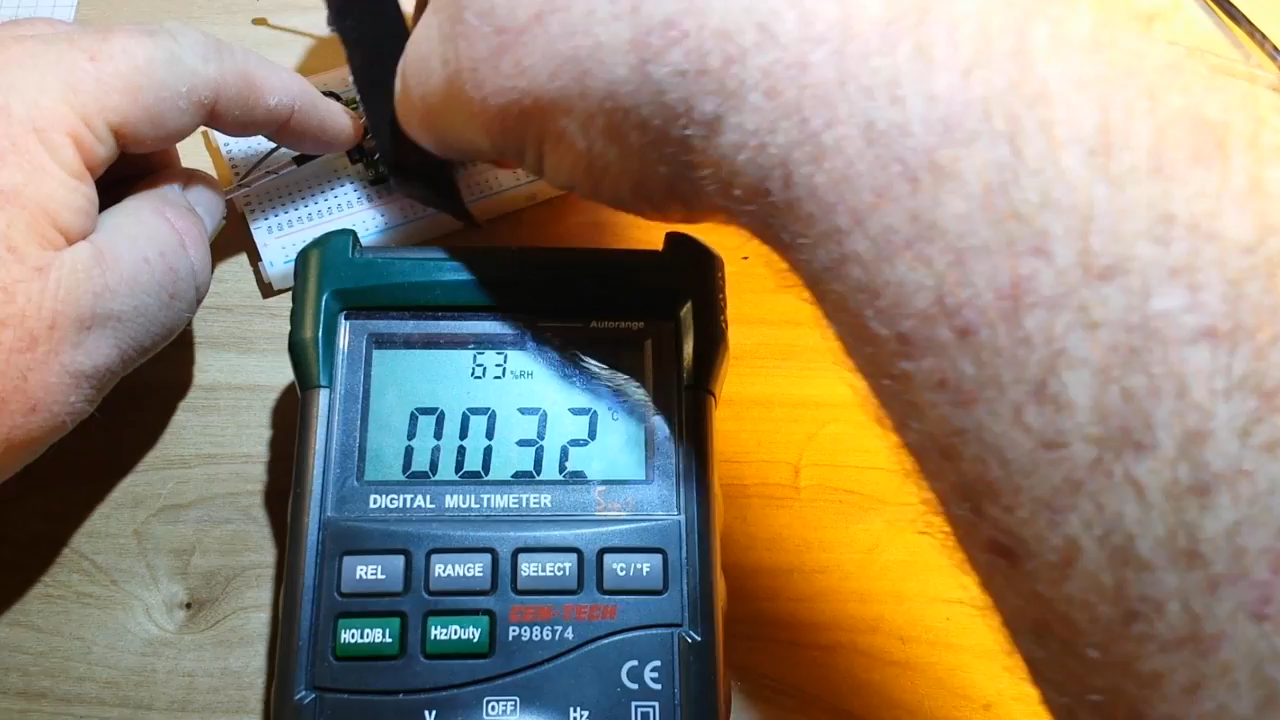 Autorange
63 %RH
0032 °C
DIGITAL MULTIMETER
REL RANGE SELECT °C/°F
CEN-TECH
HOLD/B.L Hz/Duty P98674
CE
V OFF Hz